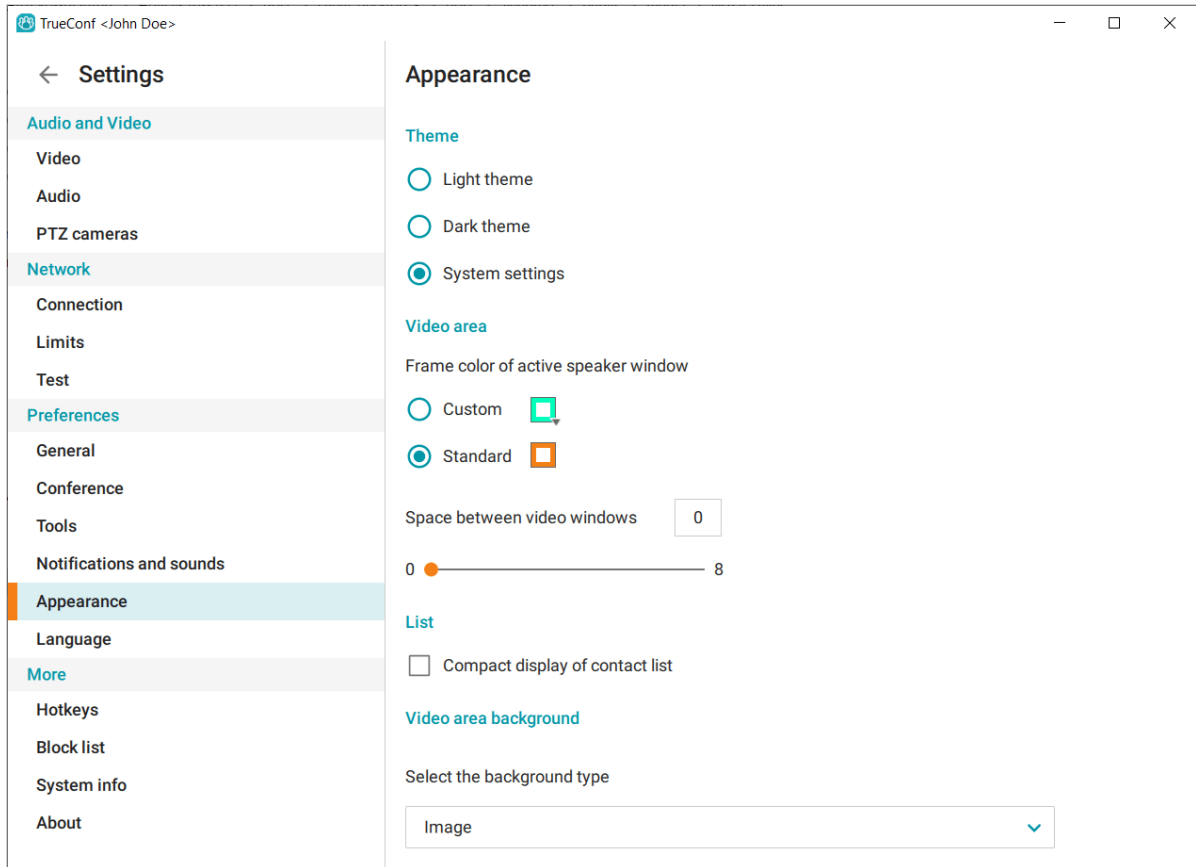 TrueConf <John Doe>
Settings
Audio and Video
Video
Audio
PTZ cameras
Network
Connection
Limits
Test
Preferences
General
Conference
Tools
Notifications and sounds
Appearance
Language
More
Hotkeys
Block list
System info
About
Appearance
Theme
Light theme
Dark theme
System settings
Video area
Frame color of active speaker window
Custom
Standard
Space between video windows 0
0 8
List
Compact display of contact list
Video area background
Select the background type
Image